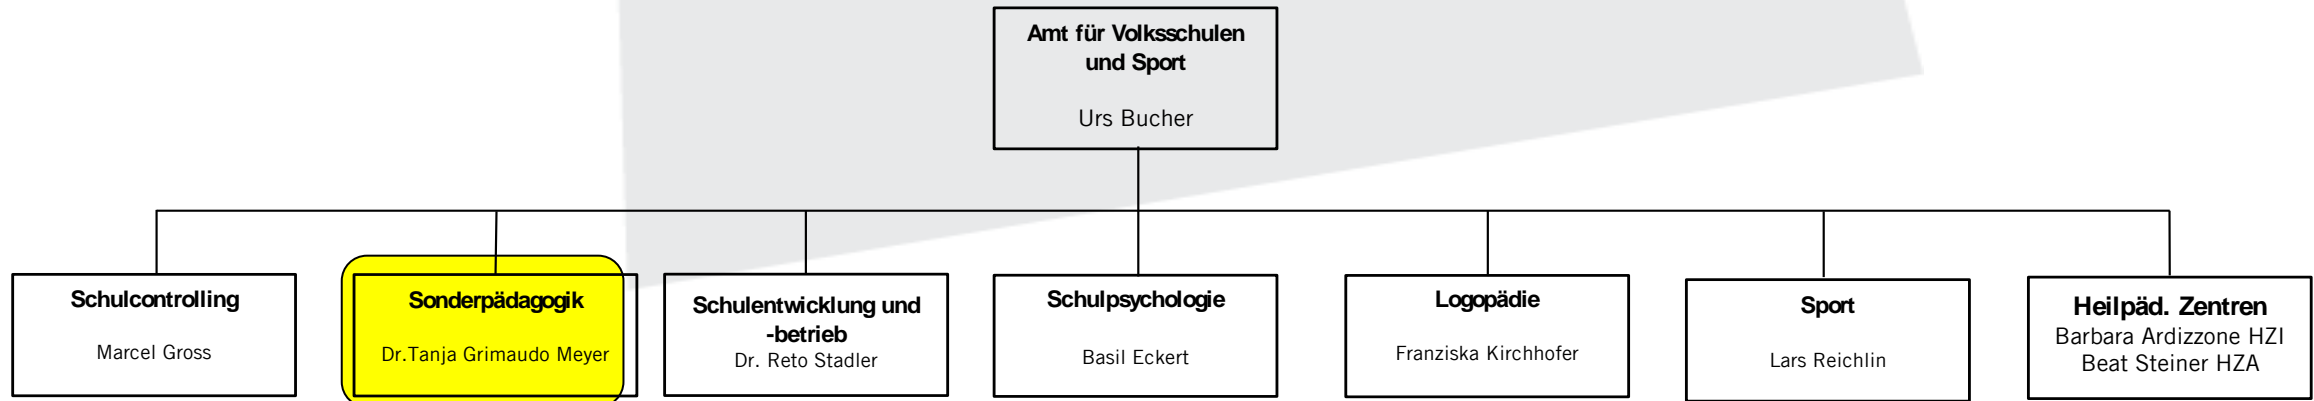 Amt für Volksschulen
und Sport
Urs Bucher
Schulcontrolling
Marcel Gross
Sonderpädagogik
Dr.Tanja Grimaudo Meyer
Schulentwicklung und
-betrieb
Dr. Reto Stadler
Schulpsychologie
Basil Eckert
Logopädie
Franziska Kirchhofer
Sport
Lars Reichlin
Heilpäd. Zentren
Barbara Ardizzone HZI
Beat Steiner HZA